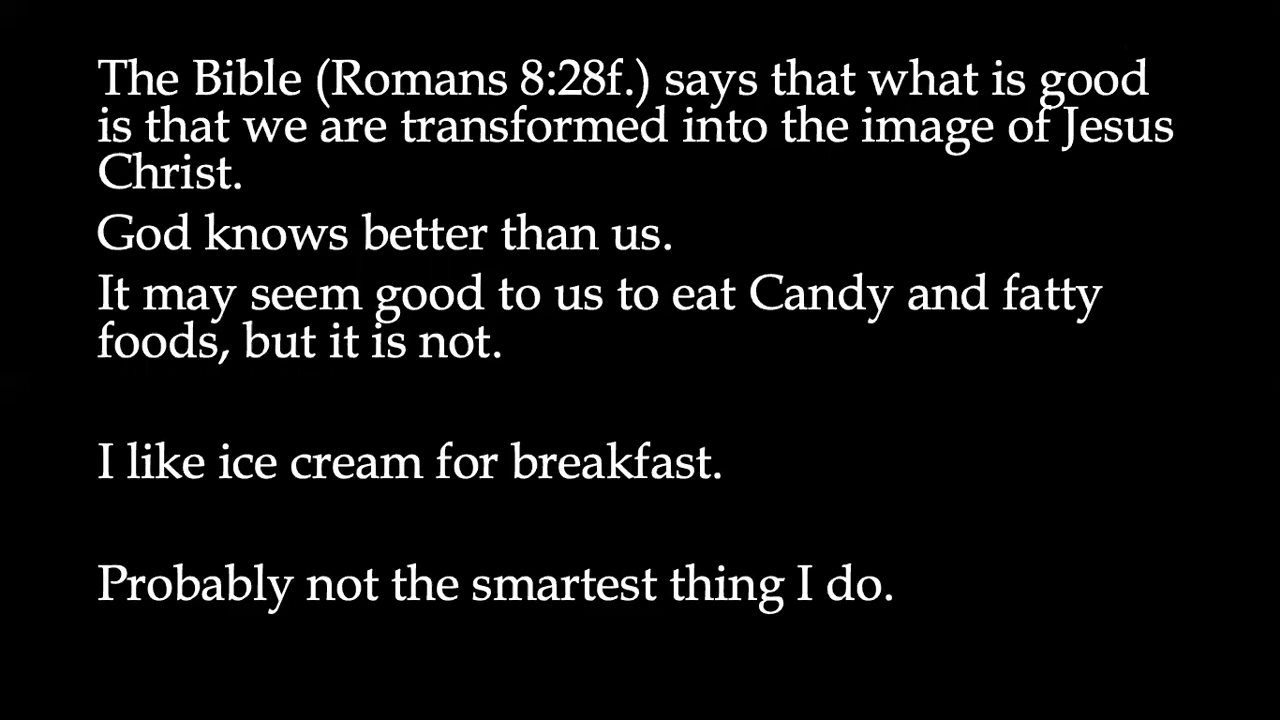 The Bible (Romans 8:28f.) says that what is good
is that we are transformed into the image of Jesus
Christ.
God knows better than us.
It may seem good to us to eat Candy and fatty
foods, but it is not.
I like ice cream for breakfast.
Probably not the smartest thing I do.